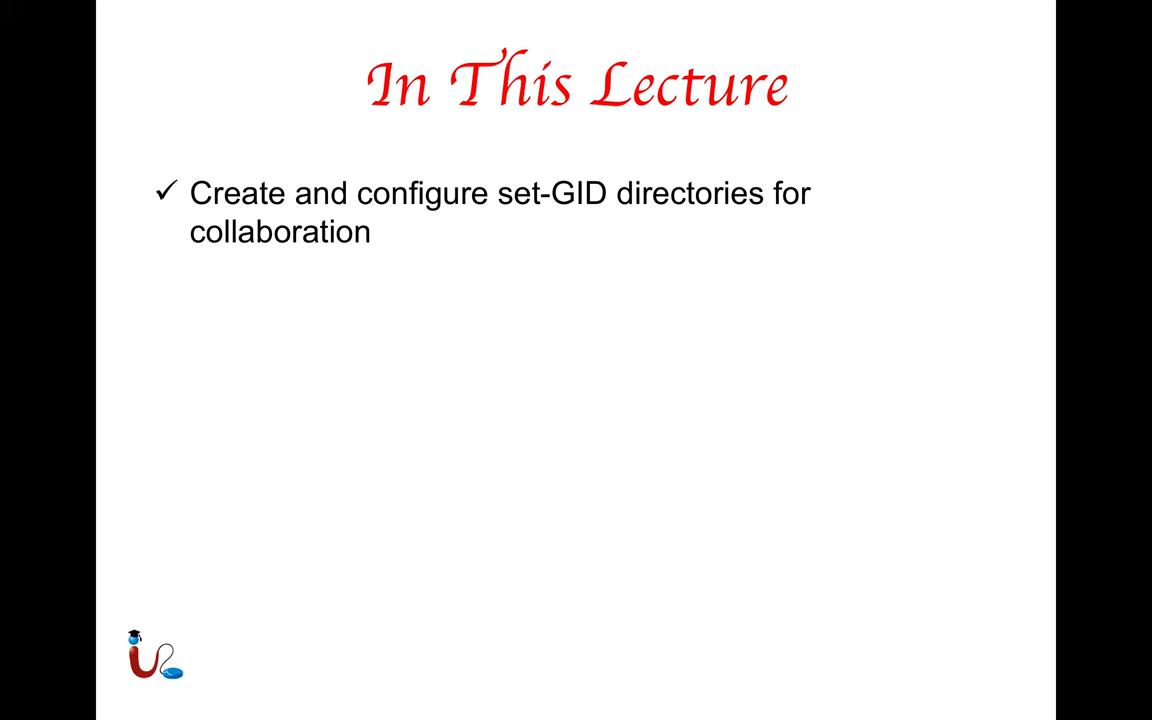 In This Lecture
✓ Create and configure set-GID directories for
collaboration